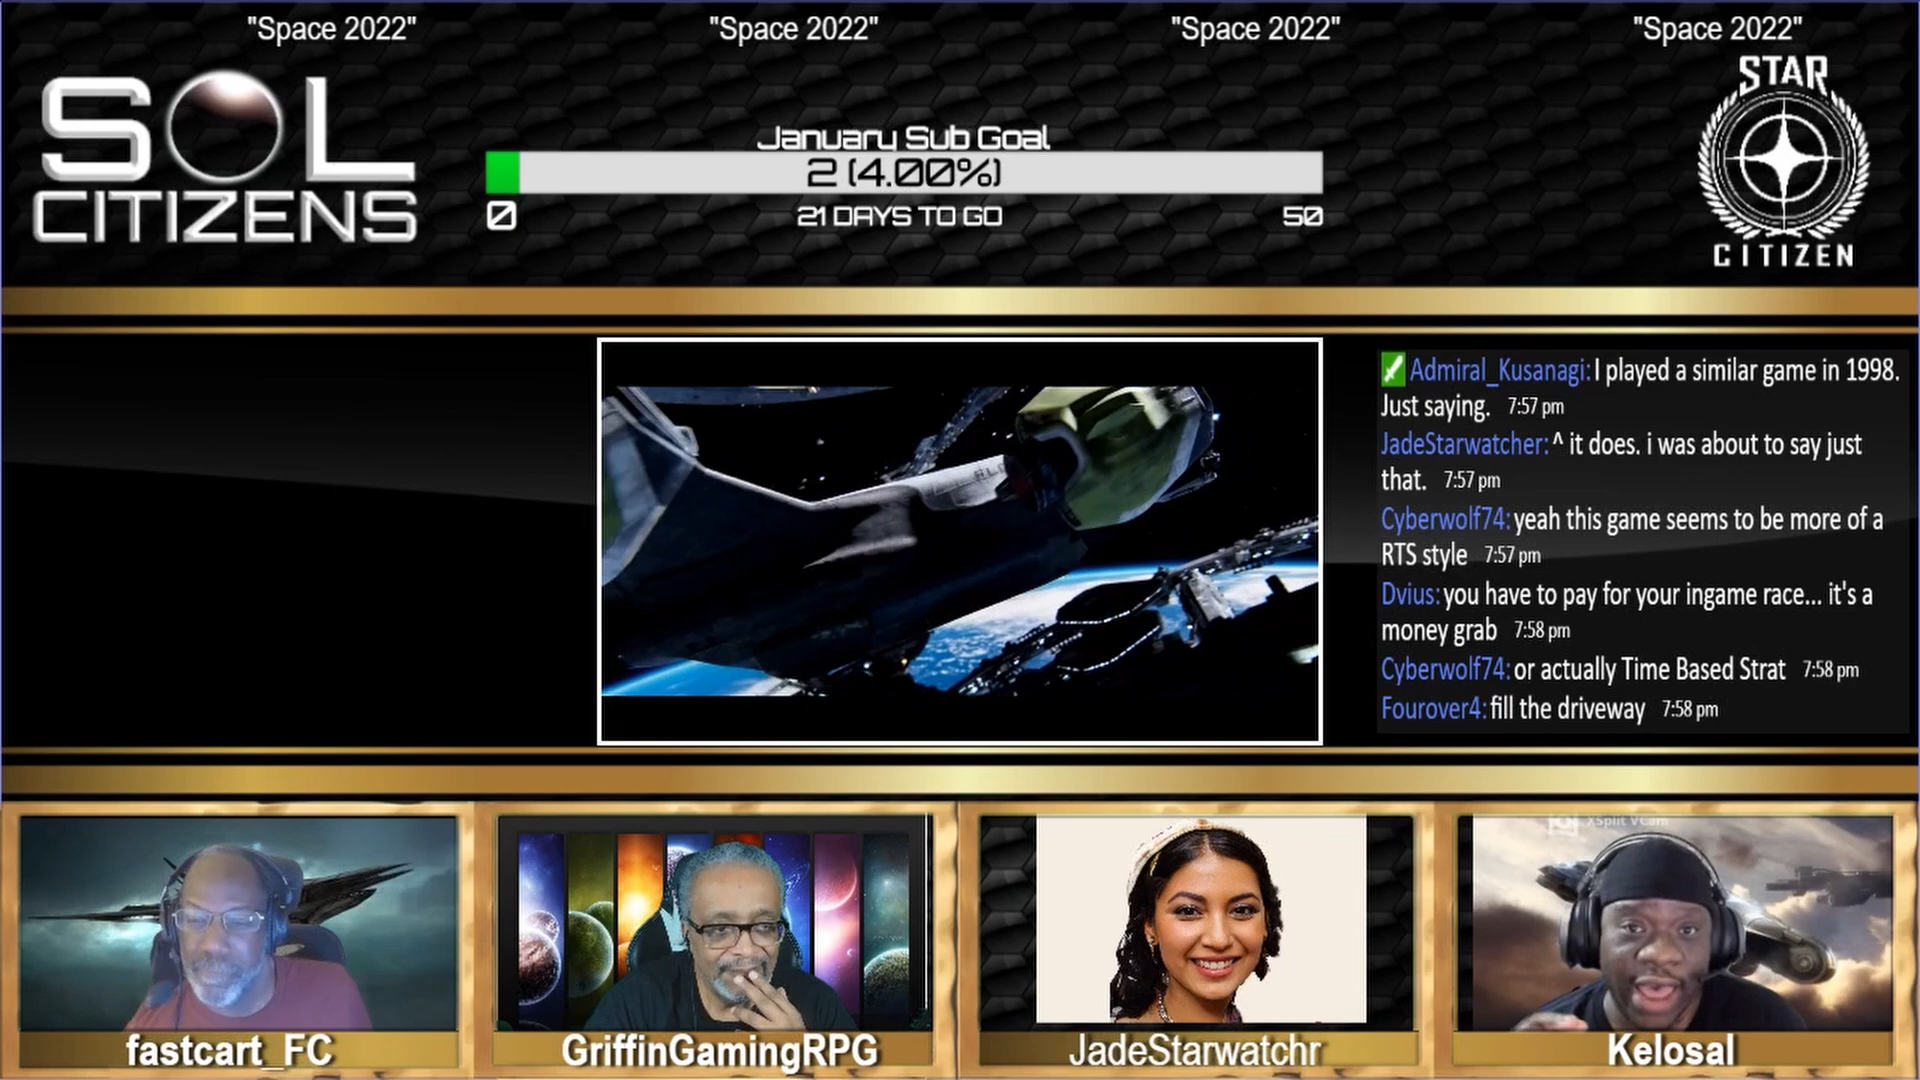 "Space 2022" "Space 2022" "Space 2022" "Space 2022"
SOL
CITIZENS
January Sub Goal
2 (4.00%)
0 21 DAYS TO GO 50
STAR
CITIZEN
Admiral_Kusanagi: I played a similar game in 1998.
Just saying. 7:57 pm
JadeStarwatcher: ^ it does. i was about to say just
that. 7:57 pm
Cyberwolf74: yeah this game seems to be more of a
RTS style 7:57 pm
Dvius: you have to pay for your ingame race... it's a
money grab 7:58 pm
Cyberwolf74: or actually Time Based Strat 7:58 pm
Fourover4: fill the driveway 7:58 pm
XSplit VCam
fastcart_FC
GriffinGamingRPG
JadeStarwatchr
Kelosal